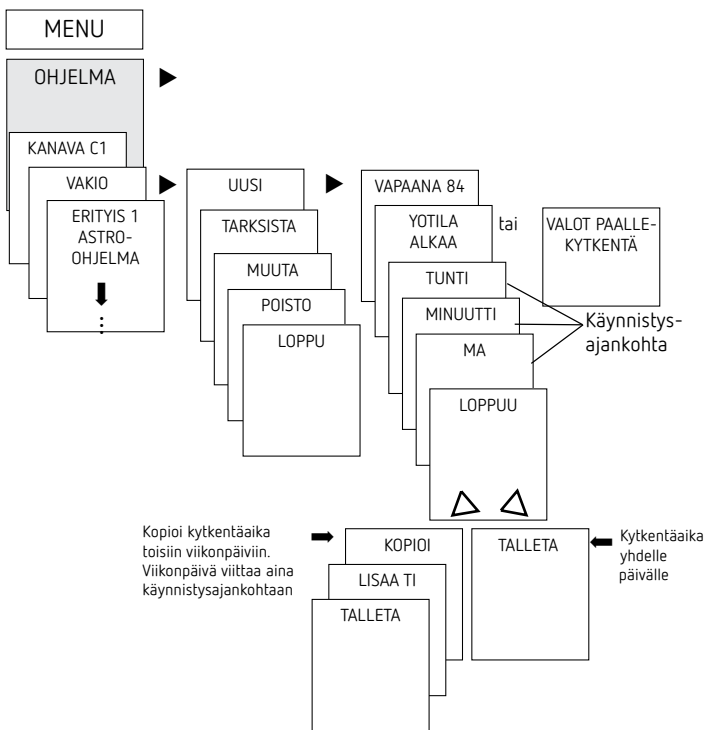 MENU
OHJELMA
KANAVA C1
VAKIO
ERITYIS 1
ASTRO-
OHJELMA
UUSI
TARKSISTA
MUUTA
POISTO
LOPPU
VAPAANA 84
YOTILA
ALKAA
tai
VALOT PAALLE-
KYTKENTÄ
TUNTI
MINUUTTI
MA
Käynnistys-
ajankohta
LOPPUU
Kopioi kytkentäaika
toisiin viikonpäiviin.
Viikonpäivä viittaa aina
käynnistysajankohtaan
KOPIOI
LISAA TI
TALLETA
TALLETA
Kytkentäaika
yhdelle
päivälle